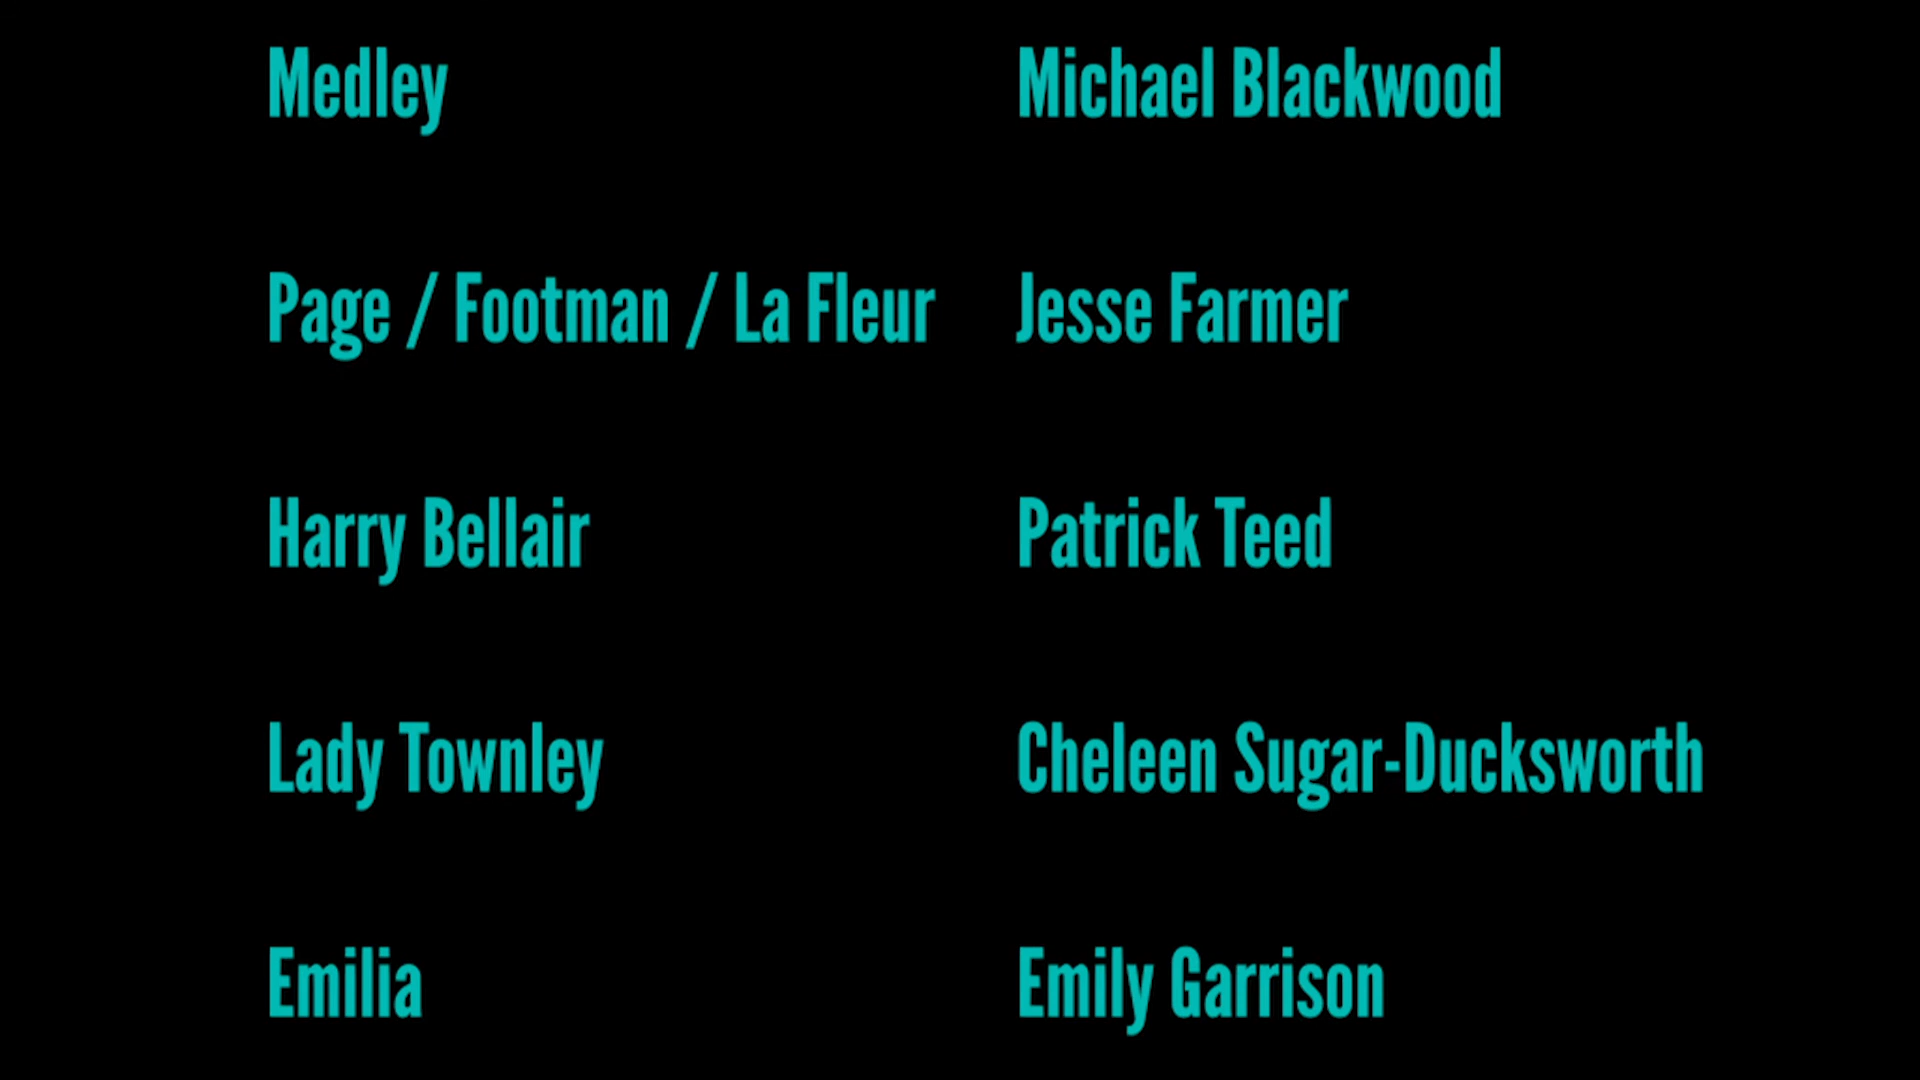 Medley Michael Blackwood
Page / Footman / La Fleur Jesse Farmer
Harry Bellair Patrick Teed
Lady Townley Cheleen Sugar-Ducksworth
Emilia Emily Garrison